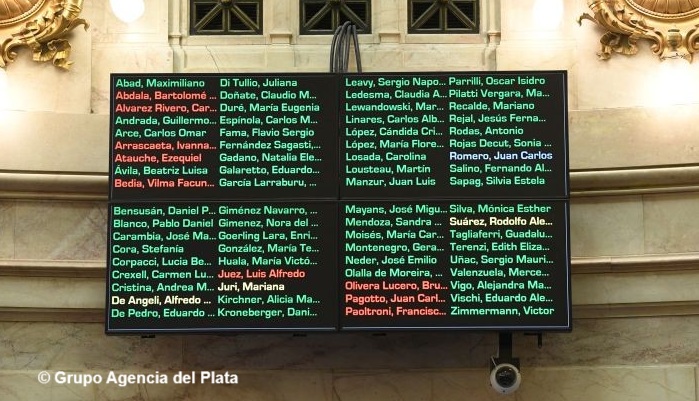 Abad, Maximiliano Di Tullio, Juliana
Abdala, Bartolomé ... Doñate, Claudio M...
Alvarez Rivero, Car... Duré, María Eugenia
Andrada, Guillermo... Espínola, Carlos M...
Arce, Carlos Omar Fama, Flavio Sergio
Arrascaeta, Ivanna... Fernández Sagasti,...
Atauche, Ezequiel Gadano, Natalia Ele...
Ávila, Beatriz Luisa Galaretto, Eduardo...
Bedia, Vilma Facun... García Larraburu, ...
Leavy, Sergio Napo... Parrilli, Oscar Isidro
Ledesma, Claudia A... Pilatti Vergara, Ma...
Lewandowski, Mar... Recalde, Mariano
Linares, Carlos Alb... Rejal, Jesús Ferna...
López, Cándida Cri... Rodas, Antonio
López, María Flore... Rojas Decut, Sonia ...
Losada, Carolina Romero, Juan Carlos
Lousteau, Martín Salino, Fernando Al...
Manzur, Juan Luis Sapag, Silvia Estela
Bensusán, Daniel P... Giménez Navarro, ...
Blanco, Pablo Daniel Gimenez, Nora del ...
Carambia, José Ma... Goerling Lara, Enri...
Cora, Stefanía González, María Te...
Corpacci, Lucia Be... Huala, María Victó...
Crexell, Carmen Lu... Juez, Luis Alfredo
Cristina, Andrea M... Juri, Mariana
De Angeli, Alfredo ... Kirchner, Alicia Ma...
De Pedro, Eduardo ... Kroneberger, Dani...
Mayans, José Migu... Silva, Mónica Esther
Mendoza, Sandra ... Suárez, Rodolfo Ale...
Moisés, María Car... Tagliaferri, Guadalu...
Montenegro, Gera... Terenzi, Edith Eliza...
Neder, José Emilio Uñac, Sergio Mauri...
Olalla de Moreira, ... Valenzuela, Merce...
Olivera Lucero, Bru... Vigo, Alejandra Ma...
Pagotto, Juan Carl... Vischi, Eduardo Ale...
Paoltroni, Francisc... Zimmermann, Victor
© Grupo Agencia del Plata